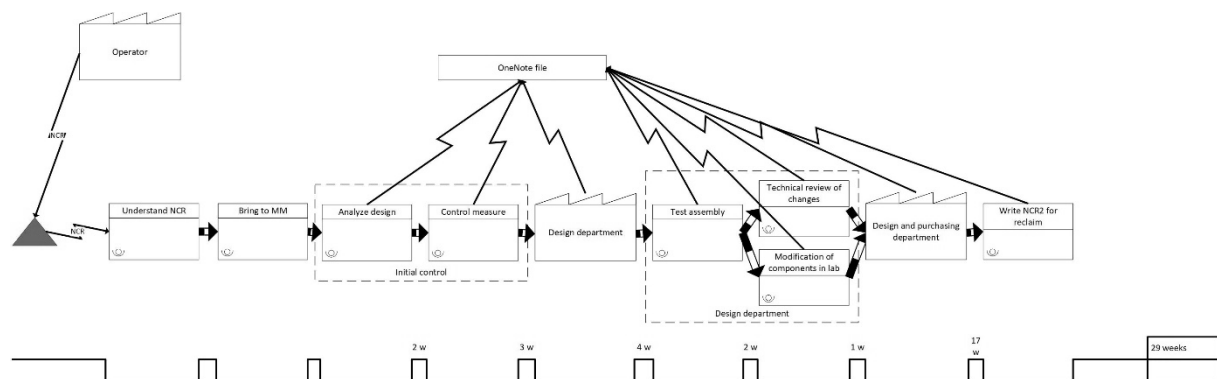 Operator
OneNote file
NCR
NCR
Understand NCR
Bring to MM
Analyze design
Control measure
Initial control
Design department
Test assembly
Technical review of
changes
Modification of
components in lab
Design department
Design and purchasing
department
Write NCR2 for
reclaim
2 w
3 w
4 w
2 w
1 w
17
w
29 weeks